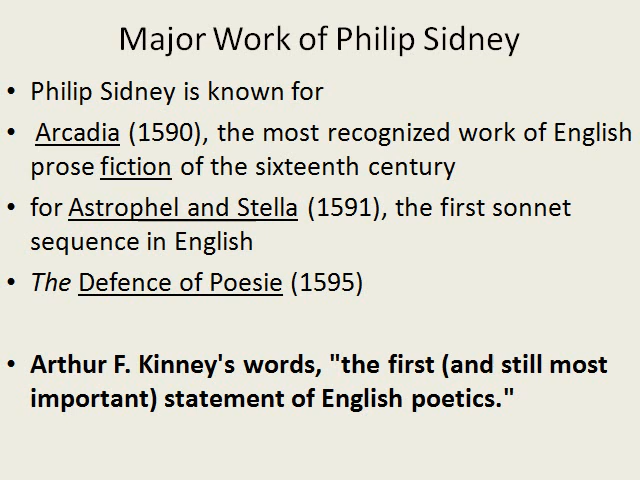 Major Work of Philip Sidney
• Philip Sidney is known for
• Arcadia (1590), the most recognized work of English
prose fiction of the sixteenth century
• for Astrophel and Stella (1591), the first sonnet
sequence in English
• The Defence of Poesie (1595)
• Arthur F. Kinney's words, "the first (and still most
important) statement of English poetics."